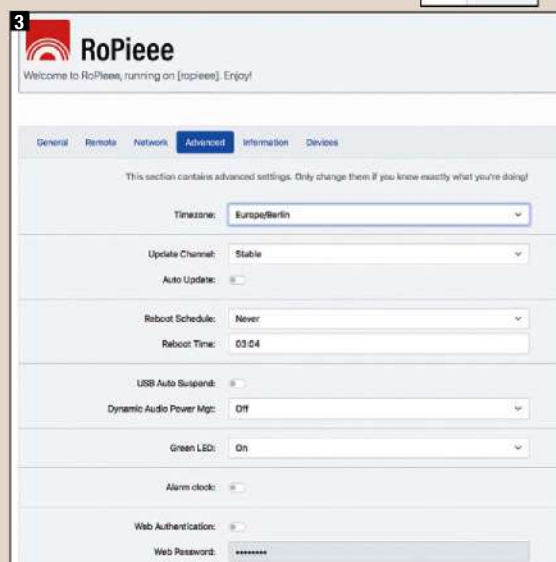 3
RoPieee
Welcome to RoPieee, running on [ropieee]. Enjoy!
General Remote Network Advanced Information Devices
This section contains advanced settings. Only change them if you know exactly what you're doing!
Timezone: Europe/Berlin
Update Channel: Stable
Auto Update:
Reboot Schedule: Never
Reboot Time: 03:04
USB Auto Suspend:
Dynamic Audio Power Mgt: Off
Green LED: On
Alarm clock:
Web Authentication:
Web Password: ••••••••